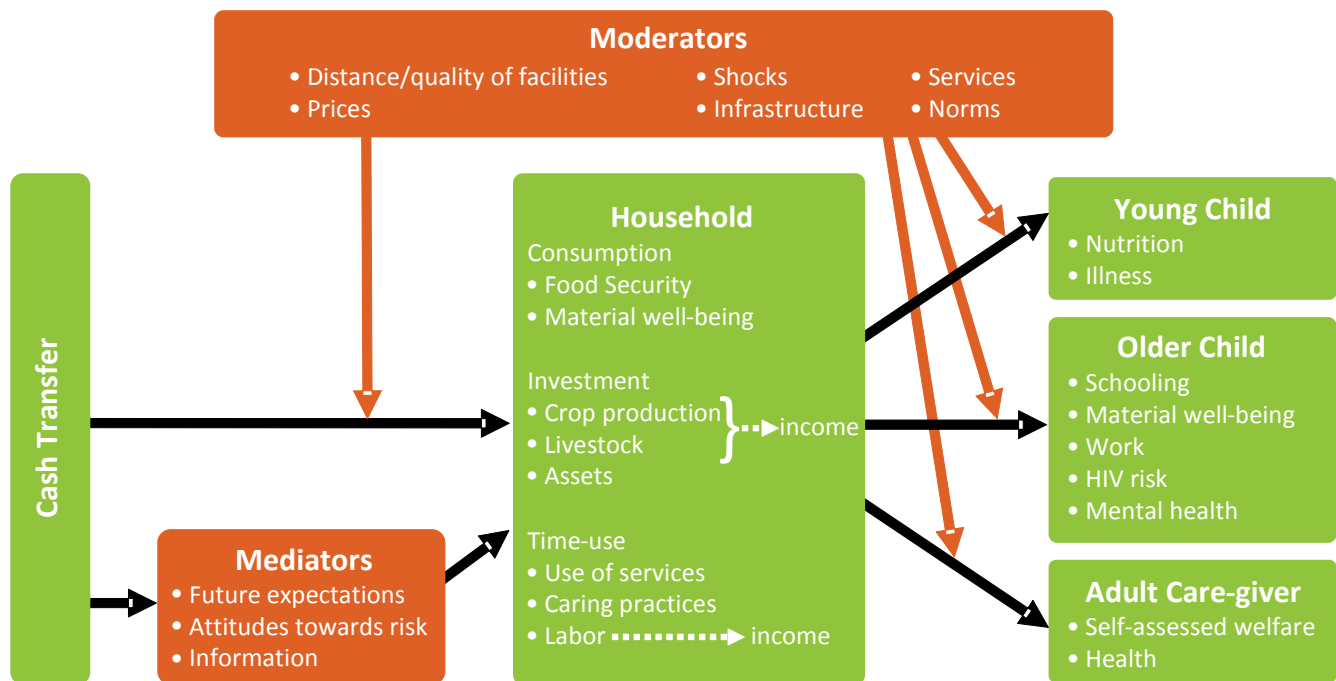 Moderators
• Distance/quality of facilities
• Prices
• Shocks
• Infrastructure
• Services
• Norms
Cash Transfer
Mediators
• Future expectations
• Attitudes towards risk
• Information
Household
Consumption
• Food Security
• Material well-being
Investment
• Crop production
• Livestock
• Assets
} income
Time-use
• Use of services
• Caring practices
• Labor income
Young Child
• Nutrition
• Illness
Older Child
• Schooling
• Material well-being
• Work
• HIV risk
• Mental health
Adult Care-giver
• Self-assessed welfare
• Health